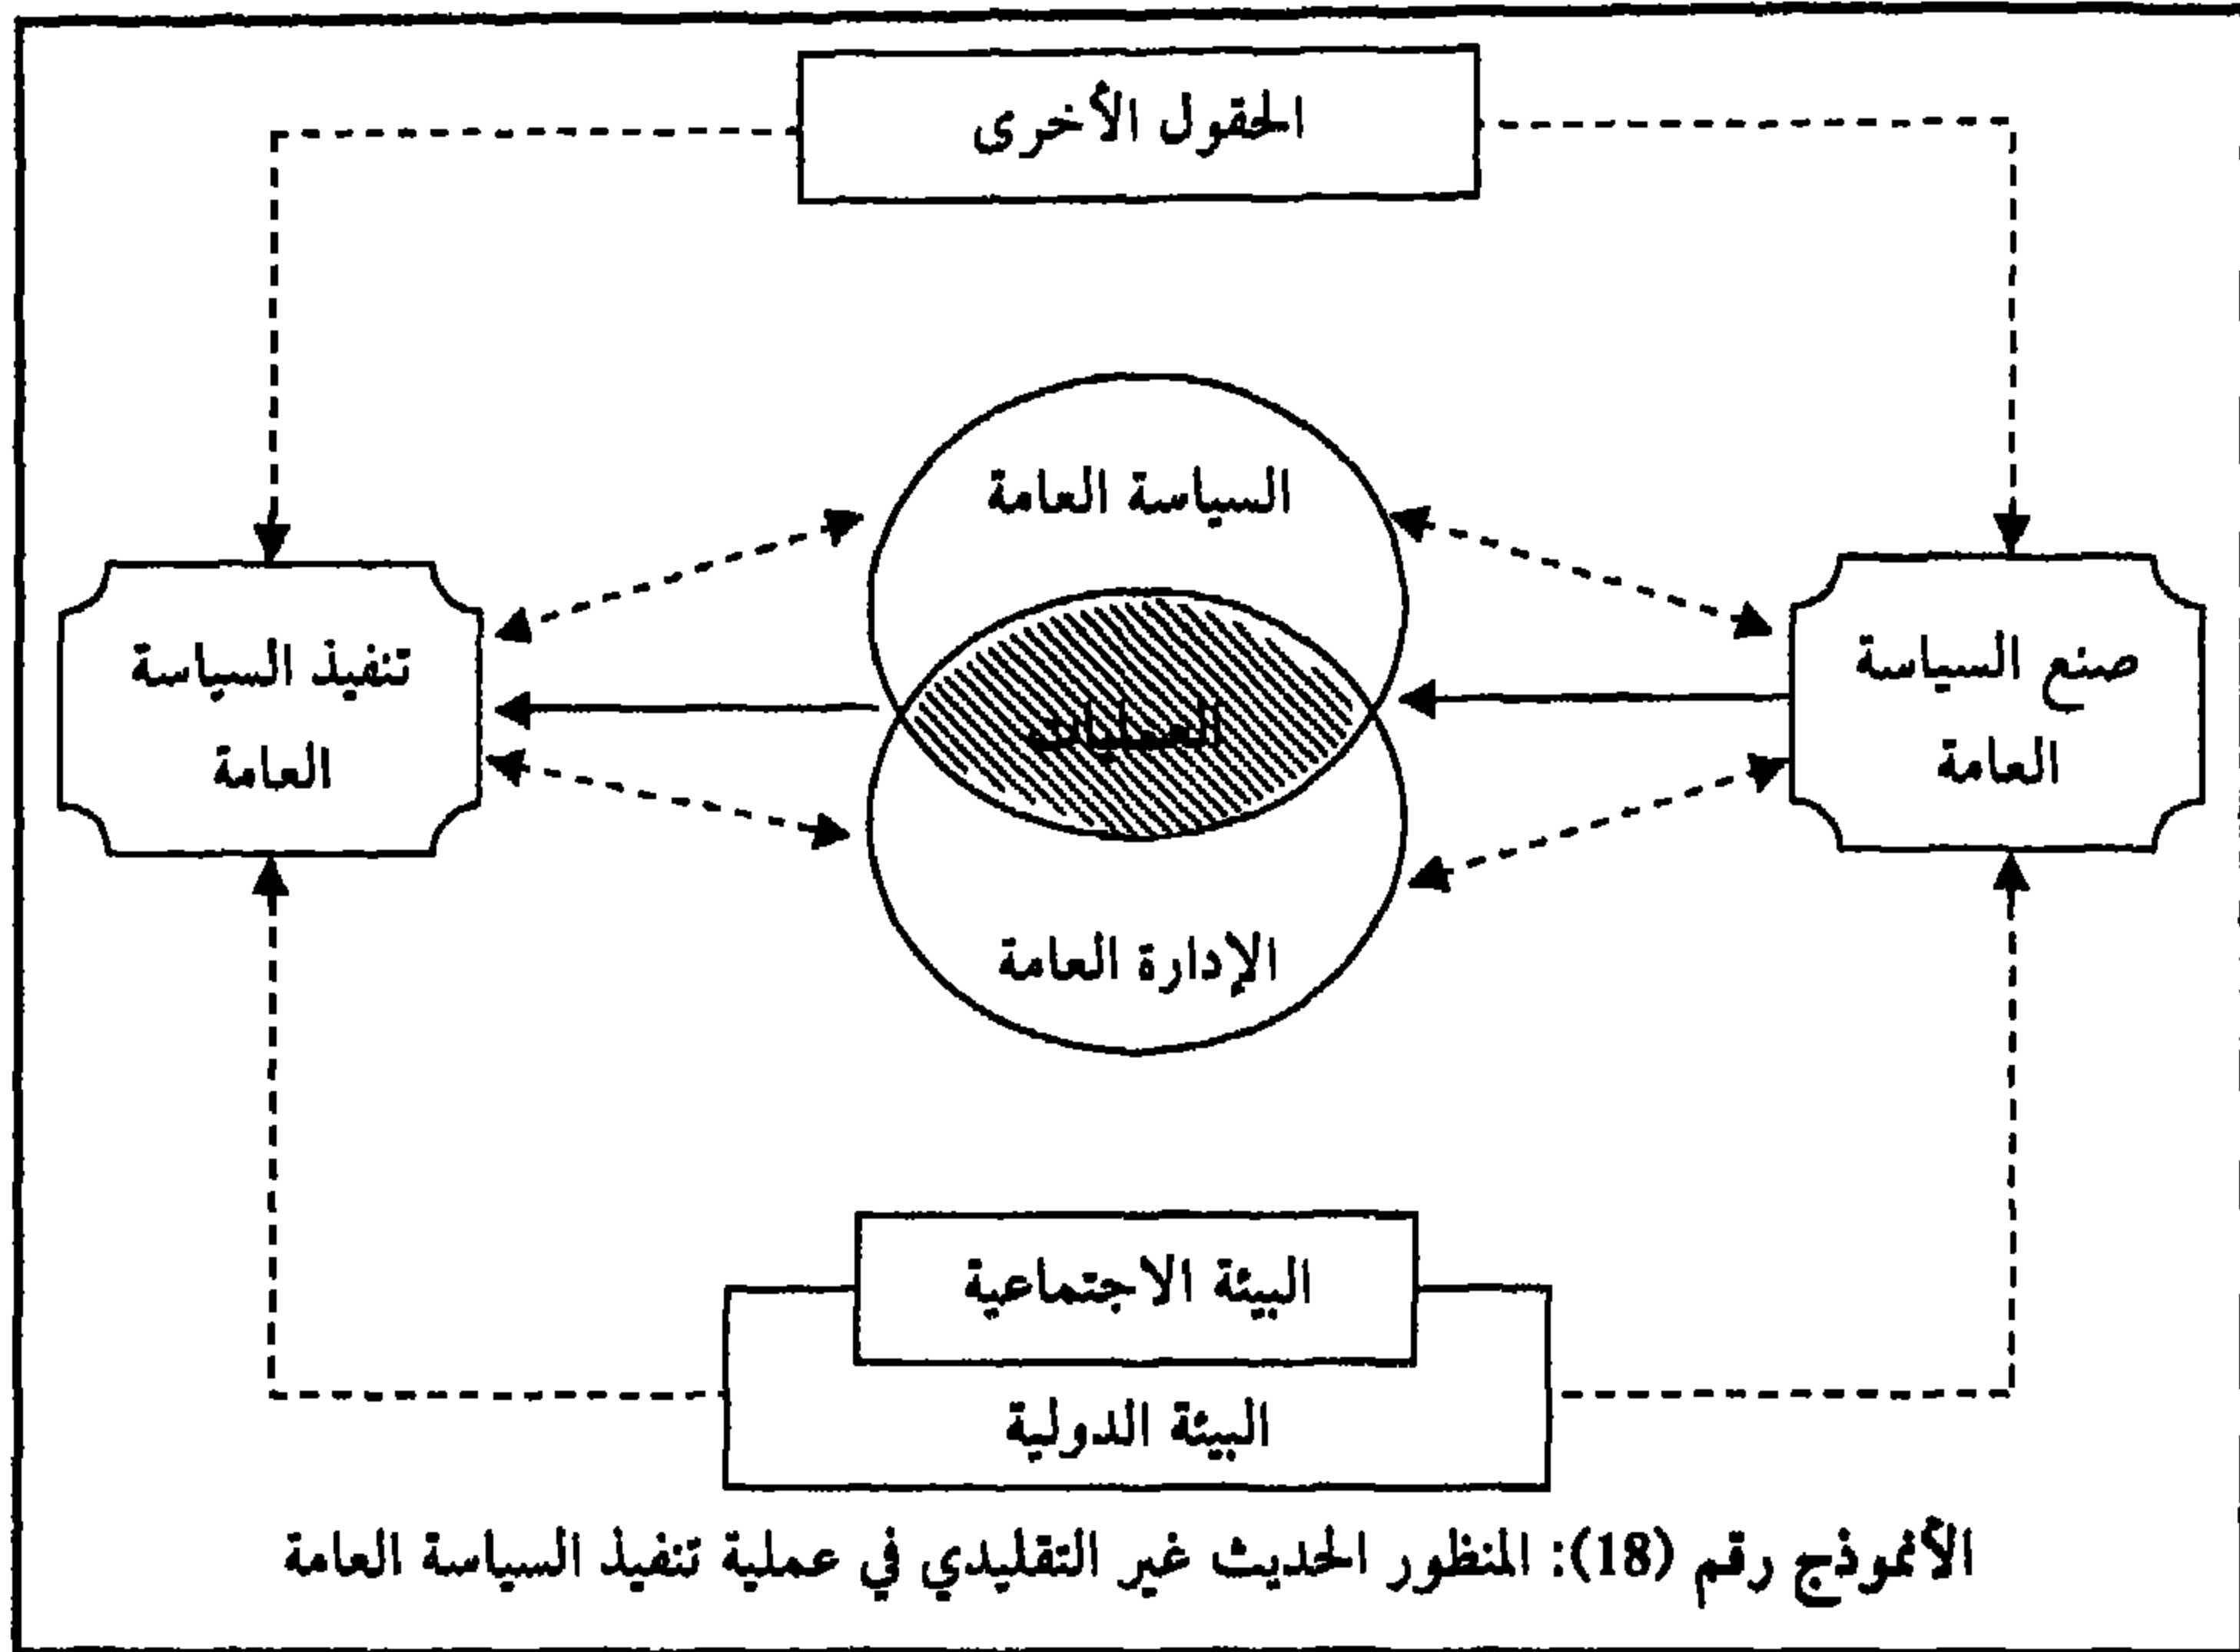 الحقول الأخرى
السياسة العامة
صنع السياسة
العامة
تنفيذ السياسة
العامة
الإدارة العامة
البيئة الاجتماعية
البيئة الدولية
الأنموذج رقم (18): المنظور الحديث غير التقليدي في عملية تنفيذ السياسة العامة